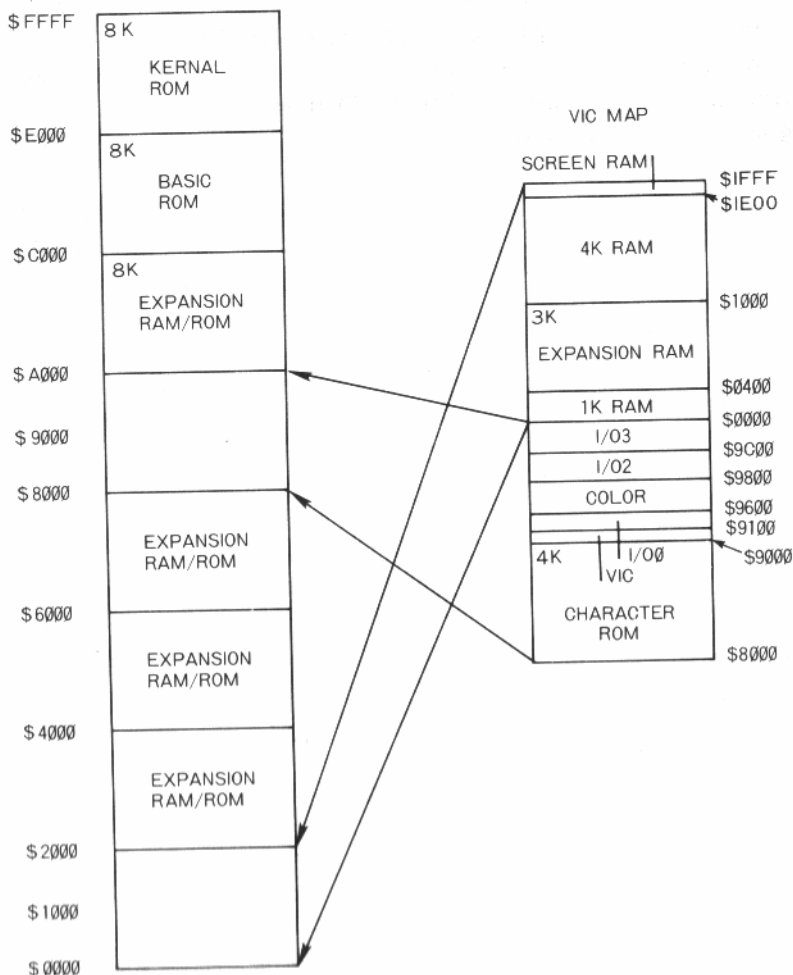 $FFFF
8K
KERNAL
ROM
$E000
8K
BASIC
ROM
$C000
8K
EXPANSION
RAM/ROM
$A000
$9000
$8000
EXPANSION
RAM/ROM
$6000
EXPANSION
RAM/ROM
$4000
EXPANSION
RAM/ROM
$2000
$1000
$0000
VIC MAP
SCREEN RAM
$1FFF
$1E00
4K RAM
$1000
3K
EXPANSION RAM
$0400
1K RAM
$0000
I/O3
$9C00
I/O2
$9800
COLOR
$9600
$9100
$9000
4K
I/O0
VIC
CHARACTER
ROM
$8000